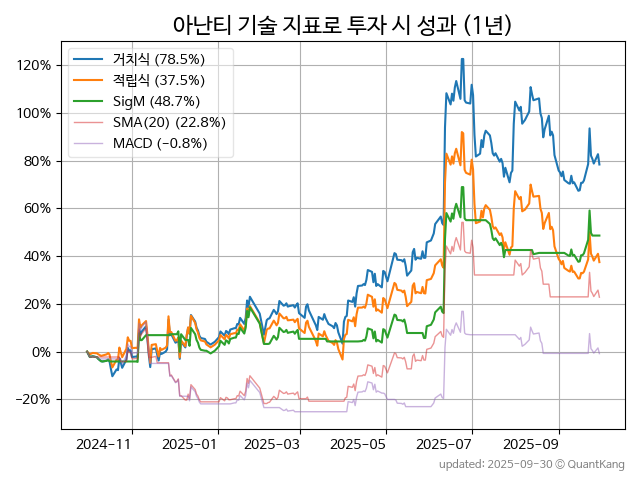 아난티 기술 지표로 투자 시 성과 (1년)
거치식 (78.5%)
적립식 (37.5%)
SigM (48.7%)
SMA(20) (22.8%)
MACD (−0.8%)
120%
100%
80%
60%
40%
20%
0%
−20%
2024−11
2025−01
2025−03
2025−05
2025−07
2025−09
updated: 2025-09-30 © QuantKang